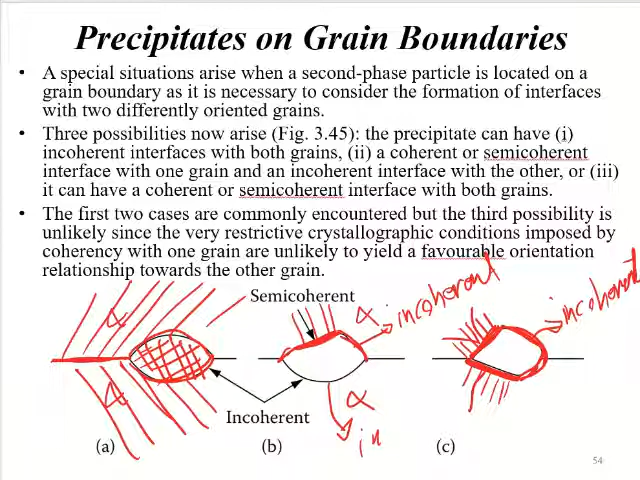 Precipitates on Grain Boundaries
• A special situations arise when a second-phase particle is located on a
grain boundary as it is necessary to consider the formation of interfaces
with two differently oriented grains.
• Three possibilities now arise (Fig. 3.45): the precipitate can have (i)
incoherent interfaces with both grains, (ii) a coherent or semicoherent
interface with one grain and an incoherent interface with the other, or (iii)
it can have a coherent or semicoherent interface with both grains.
• The first two cases are commonly encountered but the third possibility is
unlikely since the very restrictive crystallographic conditions imposed by
coherency with one grain are unlikely to yield a favourable orientation
relationship towards the other grain.
Semicoherent
α
α
incoherent
incoherent
α
α
Incoherent
in
(a)
(b)
(c)
54